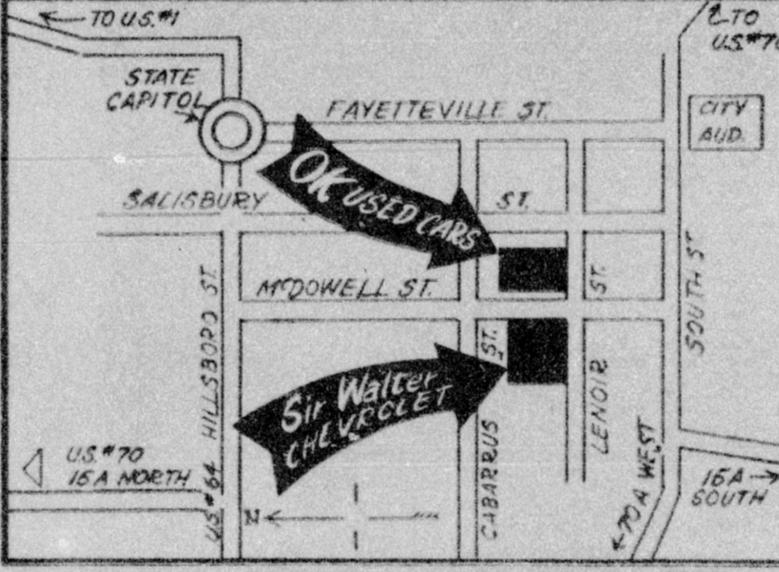 TO U.S. #1
TO
U.S. #70
STATE
CAPITOL
FAYETTEVILLE ST.
CITY
AUD.
OK USED CARS
SALISBURY ST.
McDOWELL ST.
ST.
SOUTH ST.
HILLSBORO ST.
U.S. #64
Sir Walter
CHEVROLET
CABARRUS ST.
LENOIR
U.S. #70
15A NORTH
N
70A WEST
15A
SOUTH